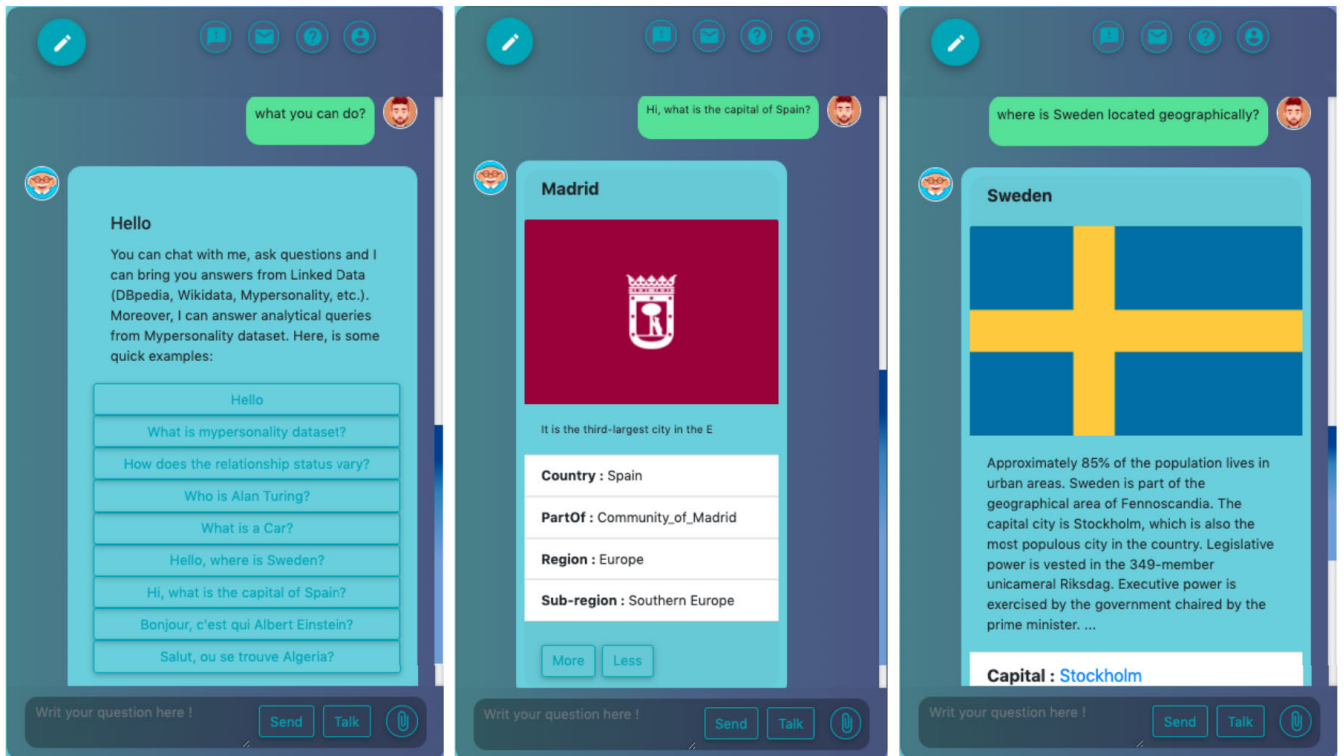 what you can do?
Hello
You can chat with me, ask questions and I
can bring you answers from Linked Data
(DBpedia, Wikidata, Mypersonality, etc.).
Moreover, I can answer analytical queries
from Mypersonality dataset. Here, is some
quick examples:
Hello
What is mypersonality dataset?
How does the relationship status vary?
Who is Alan Turing?
What is a Car?
Hello, where is Sweden?
Hi, what is the capital of Spain?
Bonjour, c'est qui Albert Einstein?
Salut, ou se trouve Algeria?
Writ your question here !
Send
Talk
Hi, what is the capital of Spain?
Madrid
It is the third-largest city in the E
Country : Spain
PartOf : Community_of_Madrid
Region : Europe
Sub-region : Southern Europe
More
Less
Writ your question here !
Send
Talk
where is Sweden located geographically?
Sweden
Approximately 85% of the population lives in
urban areas. Sweden is part of the
geographical area of Fennoscandia. The
capital city is Stockholm, which is also the
most populous city in the country. Legislative
power is vested in the 349-member
unicameral Riksdag. Executive power is
exercised by the government chaired by the
prime minister. ...
Capital : Stockholm
Writ your question here !
Send
Talk